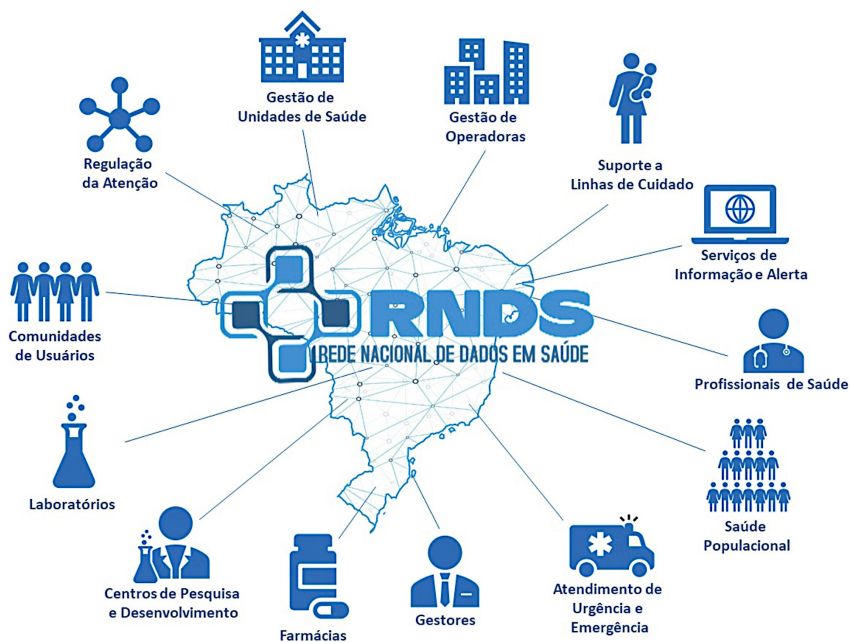 Gestão de
Unidades de Saúde
Gestão de
Operadoras
Regulação
da Atenção
Suporte a
Linhas de Cuidado
Serviços de
Informação e Alerta
RNDS
REDE NACIONAL DE DADOS EM SAÚDE
Comunidades
de Usuários
Profissionais de Saúde
Laboratórios
Saúde
Populacional
Centros de Pesquisa
e Desenvolvimento
Farmácias
Gestores
Atendimento de
Urgência e
Emergência